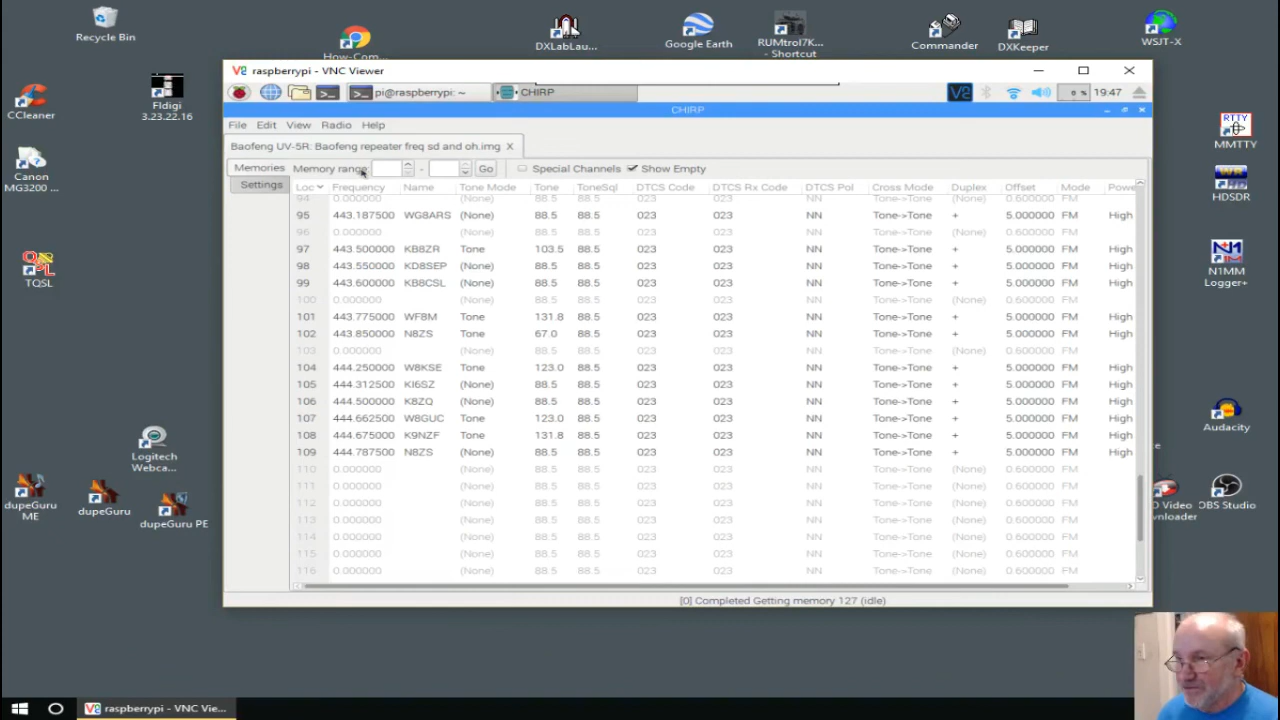 Recycle Bin
How-Com...
DXLabLau...
Google Earth
RUMtrol7K...
- Shortcut
Commander
DXKeeper
WSJT-X
V2 raspberrypi - VNC Viewer
pi@raspberrypi: ~
CHIRP
0 %
19:47
CHIRP
File Edit View Radio Help
Baofeng UV-5R: Baofeng repeater freq sd and oh.img X
Memories Memory range: - Go Special Channels Show Empty
Settings
Loc Frequency Name Tone Mode Tone ToneSql DTCS Code DTCS Rx Code DTCS Pol Cross Mode Duplex Offset Mode Powe
94 0.000000 (None) 88.5 88.5 023 023 NN Tone->Tone (None) 0.600000 FM
95 443.187500 WG8ARS (None) 88.5 88.5 023 023 NN Tone->Tone + 5.000000 FM High
96 0.000000 (None) 88.5 88.5 023 023 NN Tone->Tone (None) 0.600000 FM
97 443.500000 KB8ZR Tone 103.5 88.5 023 023 NN Tone->Tone + 5.000000 FM High
98 443.550000 KD8SEP (None) 88.5 88.5 023 023 NN Tone->Tone + 5.000000 FM High
99 443.600000 KB8CSL (None) 88.5 88.5 023 023 NN Tone->Tone + 5.000000 FM High
100 0.000000 (None) 88.5 88.5 023 023 NN Tone->Tone (None) 0.600000 FM
101 443.775000 WF8M Tone 131.8 88.5 023 023 NN Tone->Tone + 5.000000 FM High
102 443.850000 N8ZS Tone 67.0 88.5 023 023 NN Tone->Tone + 5.000000 FM High
103 0.000000 (None) 88.5 88.5 023 023 NN Tone->Tone (None) 0.600000 FM
104 444.250000 W8KSE Tone 123.0 88.5 023 023 NN Tone->Tone + 5.000000 FM High
105 444.312500 KI6SZ (None) 88.5 88.5 023 023 NN Tone->Tone + 5.000000 FM High
106 444.500000 K8ZQ (None) 88.5 88.5 023 023 NN Tone->Tone + 5.000000 FM High
107 444.662500 W8GUC Tone 123.0 88.5 023 023 NN Tone->Tone + 5.000000 FM High
108 444.675000 K9NZF Tone 131.8 88.5 023 023 NN Tone->Tone + 5.000000 FM High
109 444.787500 N8ZS (None) 88.5 88.5 023 023 NN Tone->Tone + 5.000000 FM High
110 0.000000 (None) 88.5 88.5 023 023 NN Tone->Tone (None) 0.600000 FM
111 0.000000 (None) 88.5 88.5 023 023 NN Tone->Tone (None) 0.600000 FM
112 0.000000 (None) 88.5 88.5 023 023 NN Tone->Tone (None) 0.600000 FM
113 0.000000 (None) 88.5 88.5 023 023 NN Tone->Tone (None) 0.600000 FM
114 0.000000 (None) 88.5 88.5 023 023 NN Tone->Tone (None) 0.600000 FM
115 0.000000 (None) 88.5 88.5 023 023 NN Tone->Tone (None) 0.600000 FM
116 0.000000 (None) 88.5 88.5 023 023 NN Tone->Tone (None) 0.600000 FM
[0] Completed Getting memory 127 (idle)
CCleaner
Fldigi
3.23.22.16
Canon
MG3200 ...
TQSL
Logitech
Webca...
dupeGuru
ME
dupeGuru
dupeGuru PE
RTTY
MMTTY
HDSDR
N1MM
Logger+
Audacity
D Video
wnloader
OBS Studio
V2 raspberrypi - VNC Vie...